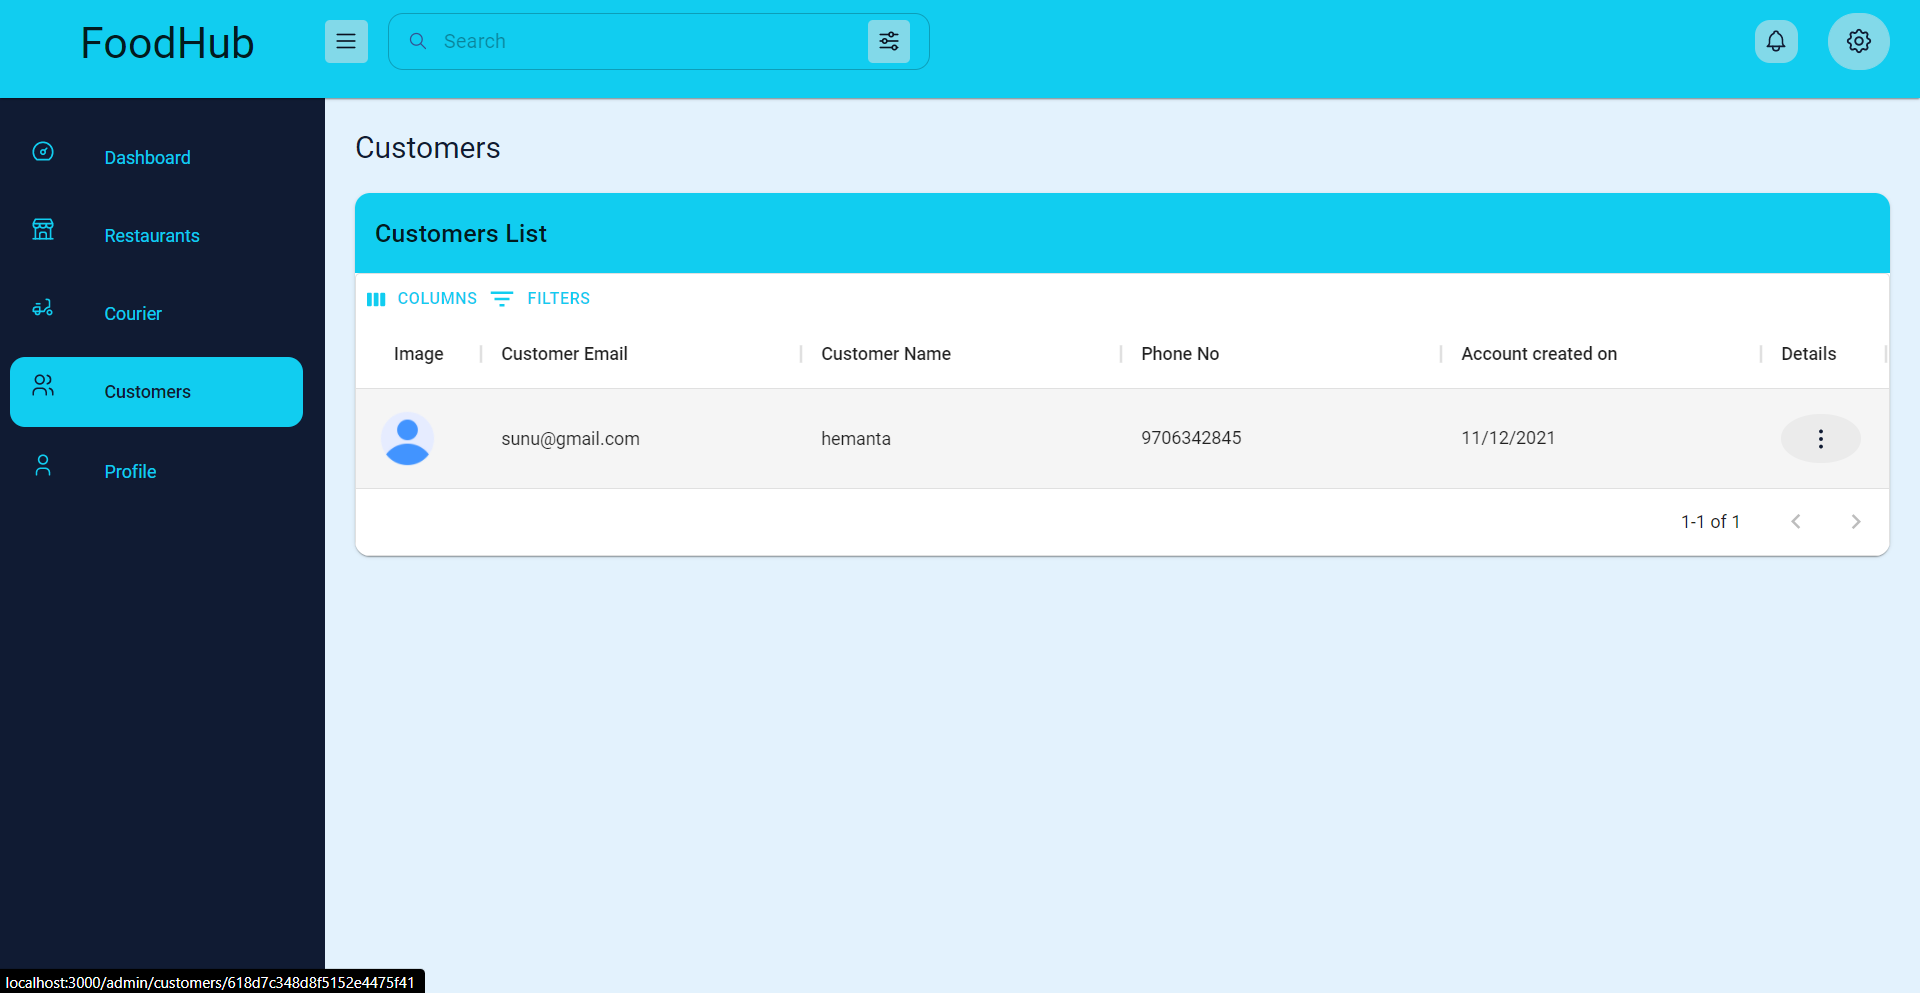 FoodHub
Search
Dashboard
Restaurants
Courier
Customers
Profile
Customers
Customers List
COLUMNS FILTERS
Image Customer Email Customer Name Phone No Account created on Details
sunu@gmail.com hemanta 9706342845 11/12/2021
1-1 of 1
localhost:3000/admin/customers/618d7c348d8f5152e4475f41